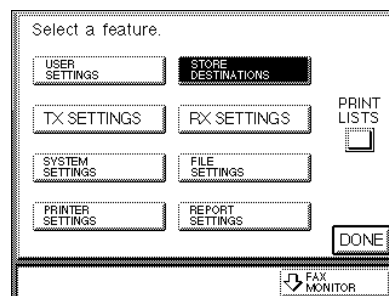 Select a feature.
USER
SETTINGS
STORE
DESTINATIONS
TX SETTINGS
RX SETTINGS
PRINT
LISTS
SYSTEM
SETTINGS
FILE
SETTINGS
PRINTER
SETTINGS
REPORT
SETTINGS
DONE
FAX
MONITOR